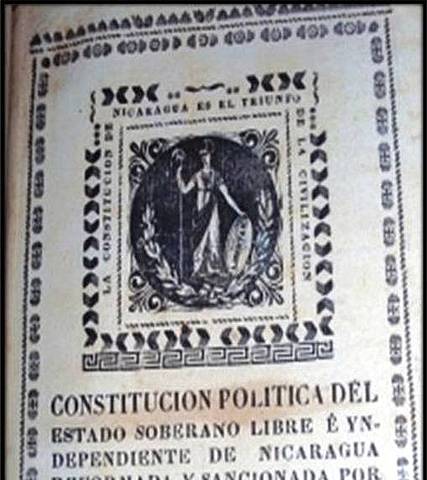 LA CONSTITUCION DE
NICARAGUA ES EL TRIUNFO
DE LA CIVILIZACION
CONSTITUCION POLITICA DEL
ESTADO SOBERANO LIBRE Ê YN-
DEPENDIENTE DE NICARAGUA
REFORMADA Y SANCIONADA POR